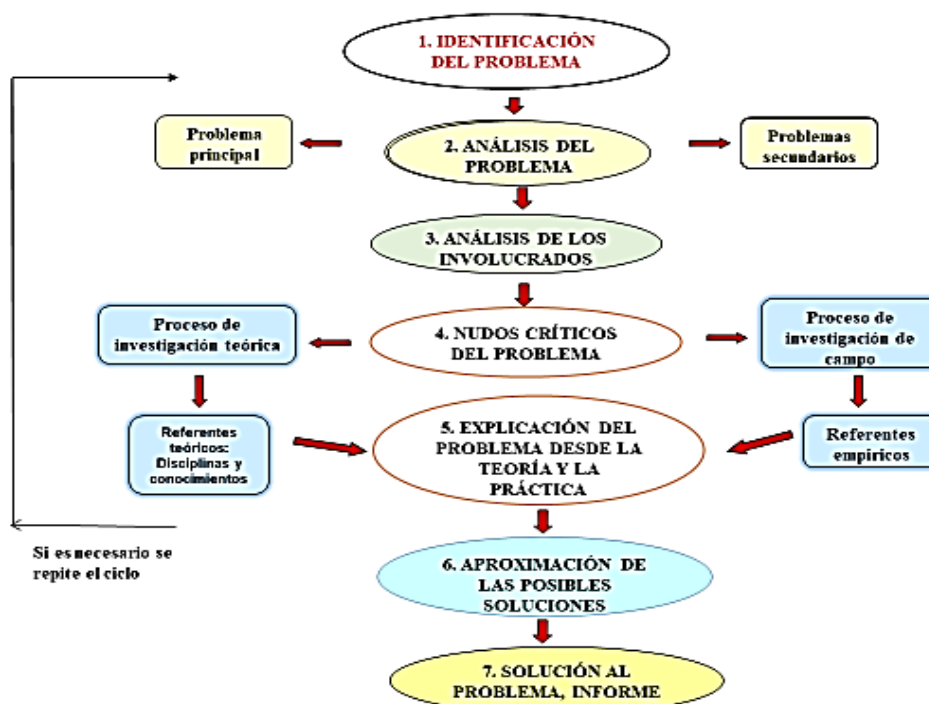 1. IDENTIFICACIÓN
DEL PROBLEMA
Problema
principal
2. ANÁLISIS DEL
PROBLEMA
Problemas
secundarios
3. ANÁLISIS DE LOS
INVOLUCRADOS
Proceso de
investigación teórica
4. NUDOS CRÍTICOS
DEL PROBLEMA
Proceso de
investigación de
campo
Referentes
teóricos:
Disciplinas y
conocimientos
5. EXPLICACIÓN DEL
PROBLEMA DESDE LA
TEORÍA Y LA
PRÁCTICA
Referentes
empíricos
Si es necesario se
repite el ciclo
6. APROXIMACIÓN DE
LAS POSIBLES
SOLUCIONES
7. SOLUCIÓN AL
PROBLEMA, INFORME